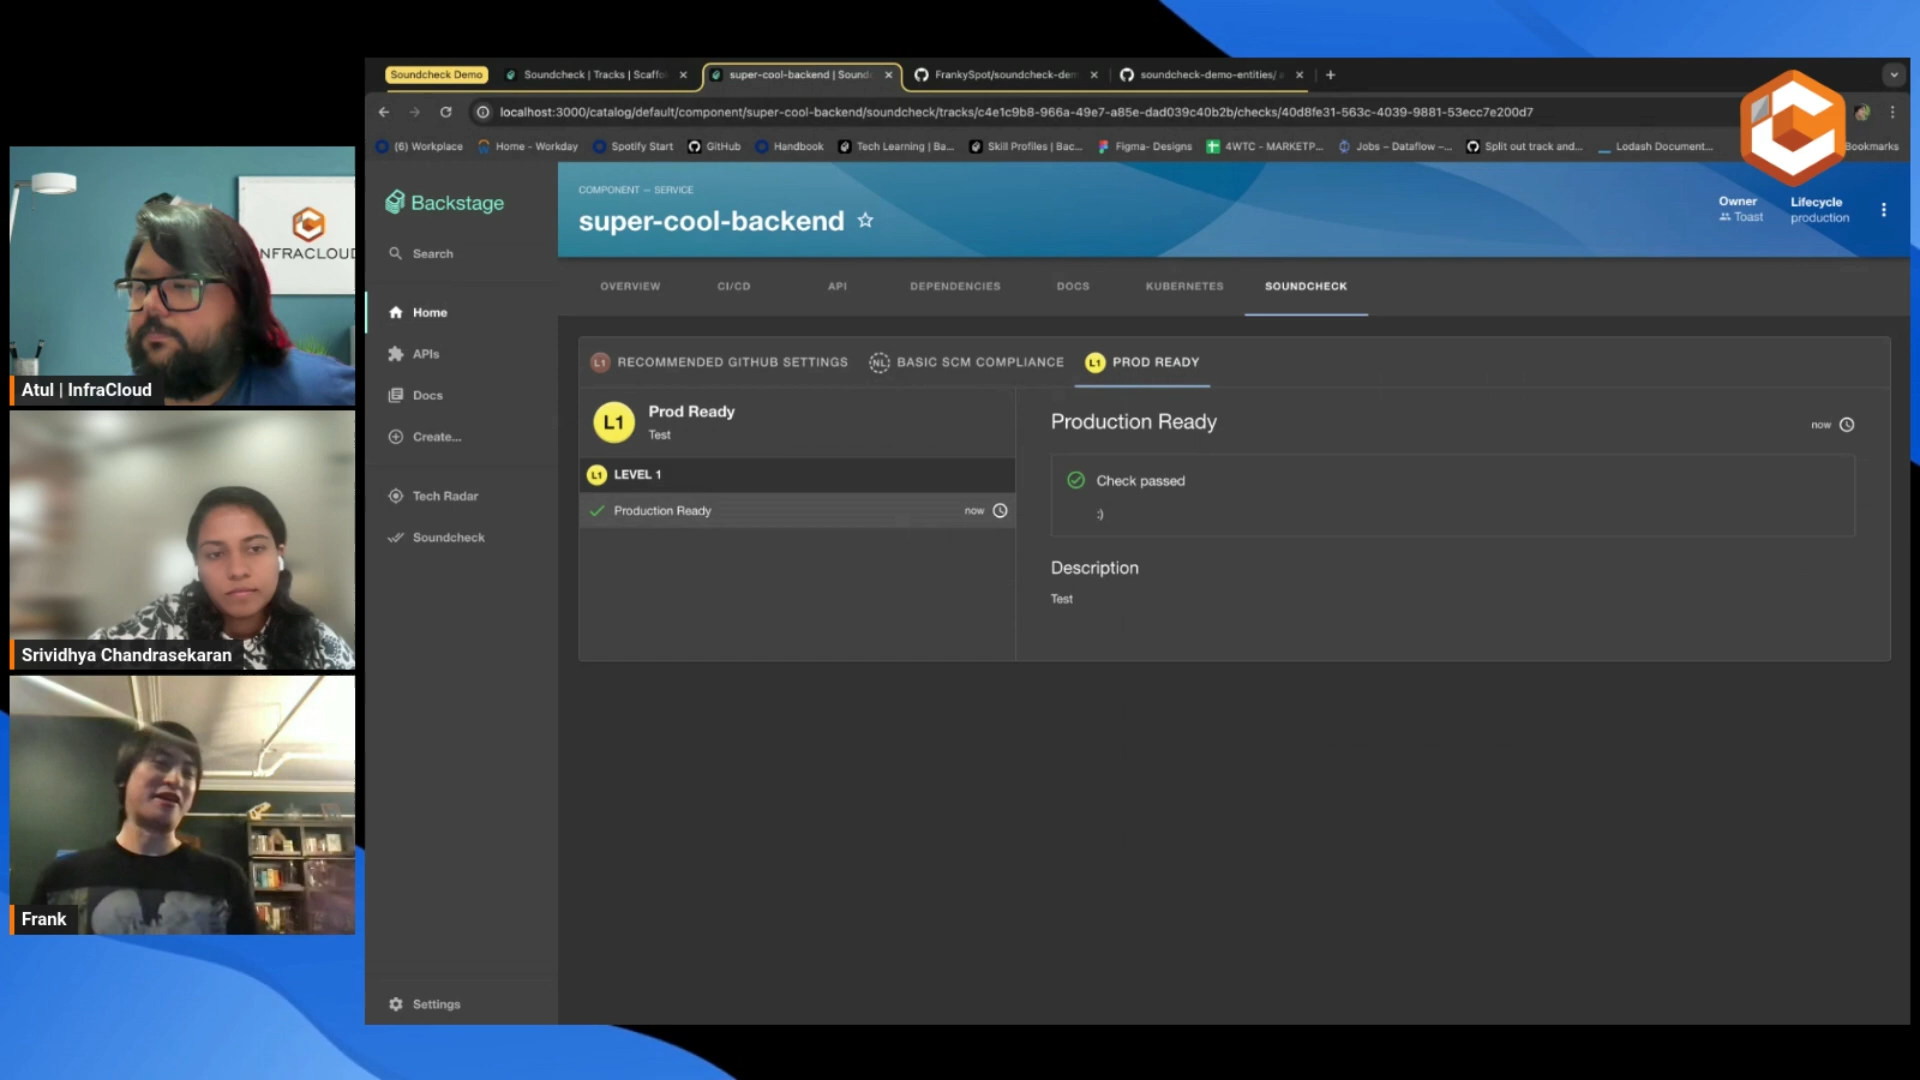 Soundcheck Demo
Soundcheck | Tracks | Scaffo
super-cool-backend | Sound
FrankySpot/soundcheck-dem
soundcheck-demo-entities/
localhost:3000/catalog/default/component/super-cool-backend/soundcheck/tracks/c4e1c9b8-966a-49e7-a85e-dad039c40b2b/checks/40d8fe31-563c-4039-9881-53ecc7e200d7
(6) Workplace
Home - Workday
Spotify Start
GitHub
Handbook
Tech Learning | Ba...
Skill Profiles | Bac...
Figma- Designs
4WTC - MARKETP...
Jobs – Dataflow –...
Split out track and...
Lodash Document...
Bookmarks
Backstage
Search
Home
APIs
Docs
Create...
Tech Radar
Soundcheck
Settings
COMPONENT — SERVICE
super-cool-backend
Owner
Toast
Lifecycle
production
OVERVIEW
CI/CD
API
DEPENDENCIES
DOCS
KUBERNETES
SOUNDCHECK
L1 RECOMMENDED GITHUB SETTINGS
NL BASIC SCM COMPLIANCE
L1 PROD READY
L1
Prod Ready
Test
L1 LEVEL 1
Production Ready
now
Production Ready
now
Check passed
:)
Description
Test
NFRACLOUD
Atul | InfraCloud
Srividhya Chandrasekaran
Frank